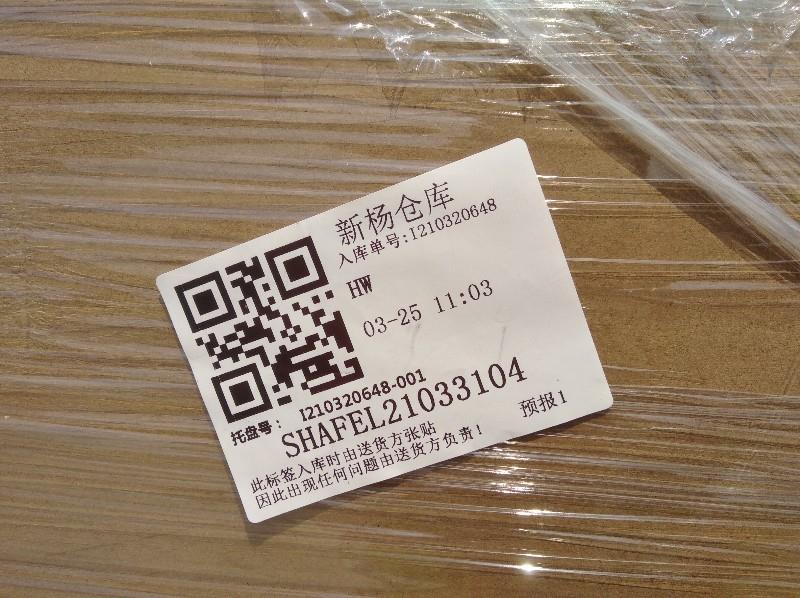 新杨仓库
入库单号:I210320648
HW
03-25 11:03
托盘号: I210320648-001
SHAFEL21033104
预报1
此标签入库时由送货方张贴
因此出现任何问题由送货方负责!